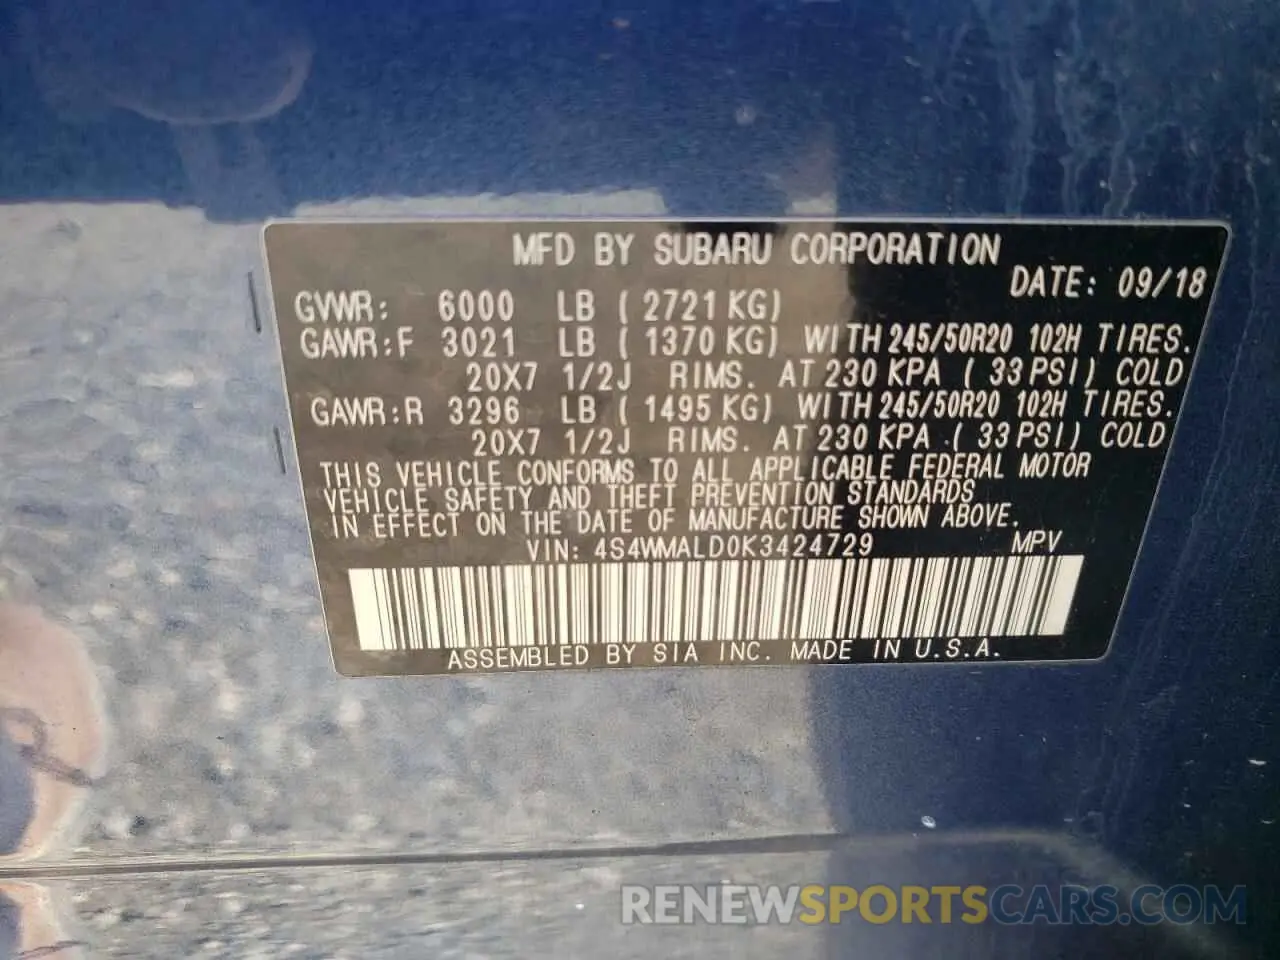 MFD BY SUBARU CORPORATION
DATE: 09/18
GVWR: 6000 LB ( 2721 KG)
GAWR:F 3021 LB ( 1370 KG) WITH 245/50R20 102H TIRES.
20X7 1/2J RIMS. AT 230 KPA ( 33 PSI) COLD
GAWR:R 3296 LB ( 1495 KG) WITH 245/50R20 102H TIRES.
20X7 1/2J RIMS. AT 230 KPA ( 33 PSI) COLD
THIS VEHICLE CONFORMS TO ALL APPLICABLE FEDERAL MOTOR
VEHICLE SAFETY AND THEFT PREVENTION STANDARDS
IN EFFECT ON THE DATE OF MANUFACTURE SHOWN ABOVE.
VIN: 4S4WMALD0K3424729 MPV
ASSEMBLED BY SIA INC. MADE IN U.S.A.
RENEWSPORTSCARS.COM